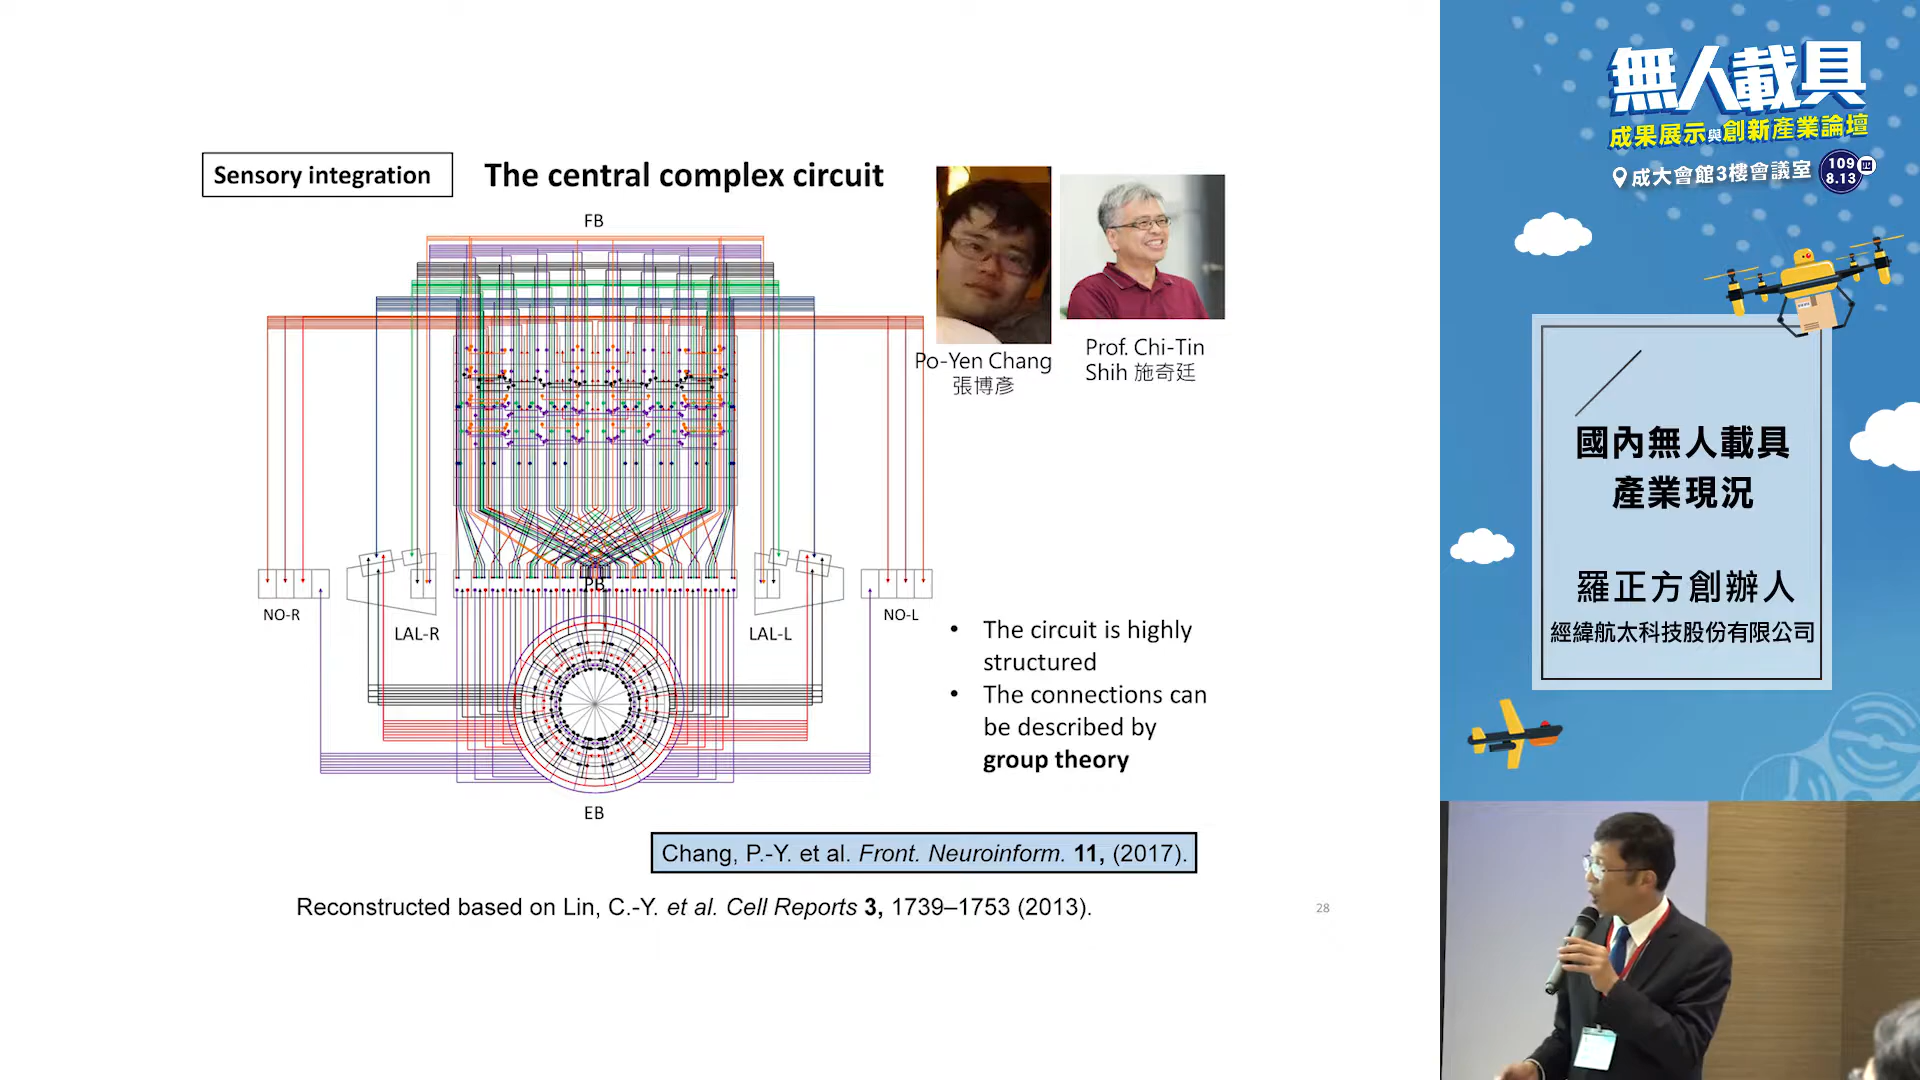 Sensory integration
The central complex circuit
FB
Po-Yen Chang
張博彥
Prof. Chi-Tin
Shih 施奇廷
PB
NO-R
LAL-R
LAL-L
NO-L
EB
• The circuit is highly
structured
• The connections can
be described by
group theory
Chang, P.-Y. et al. Front. Neuroinform. 11, (2017).
Reconstructed based on Lin, C.-Y. et al. Cell Reports 3, 1739–1753 (2013).
28
無人載具
成果展示與創新產業論壇
成大會館3樓會議室
109
8.13
四
國內無人載具
產業現況
羅正方創辦人
經緯航太科技股份有限公司